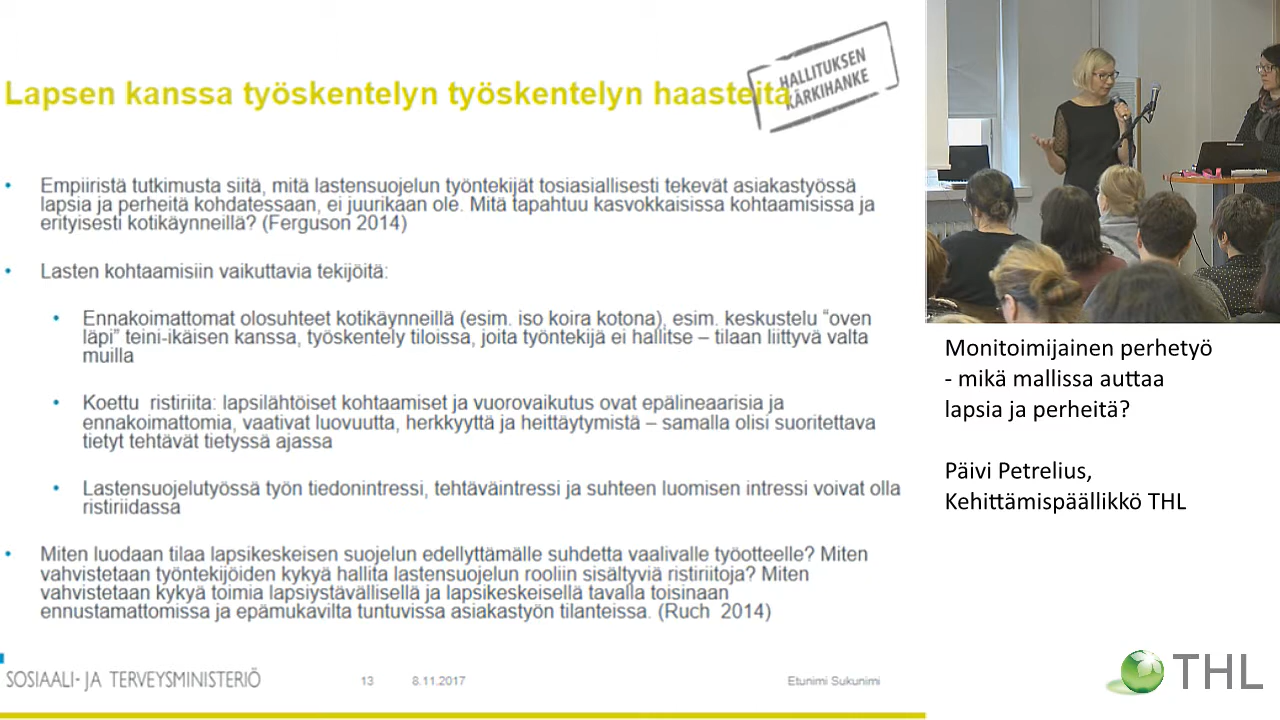 Lapsen kanssa työskentelyn työskentelyn haasteita
HALLITUKSEN
KÄRKIHANKE
• Empiiristä tutkimusta siitä, mitä lastensuojelun työntekijät tosiasiallisesti tekevät asiakastyössä
lapsia ja perheitä kohdatessaan, ei juurikaan ole. Mitä tapahtuu kasvokkaisissa kohtaamisissa ja
erityisesti kotikäynneillä? (Ferguson 2014)
• Lasten kohtaamisiin vaikuttavia tekijöitä:
• Ennakoimattomat olosuhteet kotikäynneillä (esim. iso koira kotona), esim. keskustelu “oven
läpi” teini-ikäisen kanssa, työskentely tiloissa, joita työntekijä ei hallitse – tilaan liittyvä valta
muilla
• Koettu ristiriita: lapsilähtöiset kohtaamiset ja vuorovaikutus ovat epälineaarisia ja
ennakoimattomia, vaativat luovuutta, herkkyyttä ja heittäytymistä – samalla olisi suoritettava
tietyt tehtävät tietyssä ajassa
• Lastensuojelutyössä työn tiedonintressi, tehtäväintressi ja suhteen luomisen intressi voivat olla
ristiriidassa
• Miten luodaan tilaa lapsikeskeisen suojelun edellyttämälle suhdetta vaalivalle työotteelle? Miten
vahvistetaan työntekijöiden kykyä hallita lastensuojelun rooliin sisältyviä ristiriitoja? Miten
vahvistetaan kykyä toimia lapsiystävällisellä ja lapsikeskeisellä tavalla toisinaan
ennustamattomissa ja epämukavilta tuntuvissa asiakastyön tilanteissa. (Ruch 2014)
SOSIAALI- JA TERVEYSMINISTERIÖ
13
8.11.2017
Etunimi Sukunimi
Monitoimijainen perhetyö
- mikä mallissa auttaa
lapsia ja perheitä?
Päivi Petrelius,
Kehittämispäällikkö THL
THL